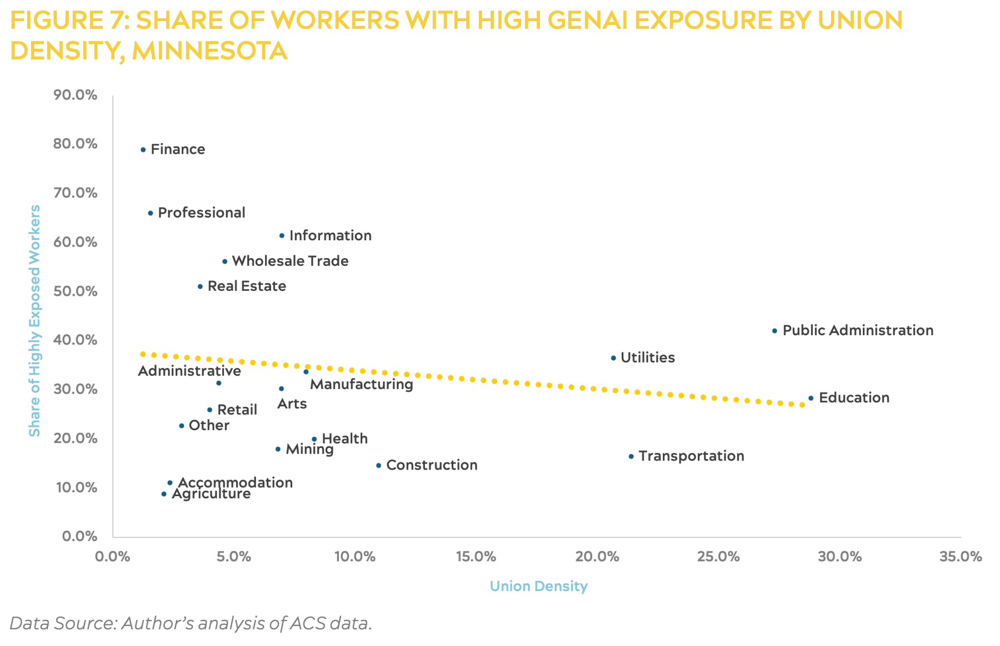 FIGURE 7: SHARE OF WORKERS WITH HIGH GENAI EXPOSURE BY UNION
DENSITY, MINNESOTA
90.0%
80.0%
70.0%
60.0%
50.0%
40.0%
30.0%
20.0%
10.0%
0.0%
Share of Highly Exposed Workers
Finance
Professional
Information
Wholesale Trade
Real Estate
Public Administration
Utilities
Administrative
Manufacturing
Education
Arts
Retail
Other
Health
Mining
Transportation
Construction
Accommodation
Agriculture
0.0%
5.0%
10.0%
15.0%
20.0%
25.0%
30.0%
35.0%
Union Density
Data Source: Author’s analysis of ACS data.